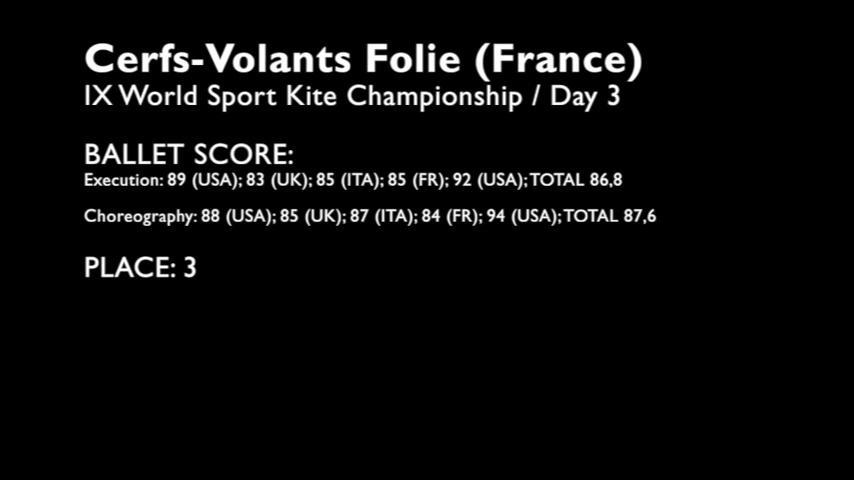 Cerfs-Volants Folie (France)
IX World Sport Kite Championship / Day 3
BALLET SCORE:
Execution: 89 (USA); 83 (UK); 85 (ITA); 85 (FR); 92 (USA); TOTAL 86,8
Choreography: 88 (USA); 85 (UK); 87 (ITA); 84 (FR); 94 (USA); TOTAL 87,6
PLACE: 3